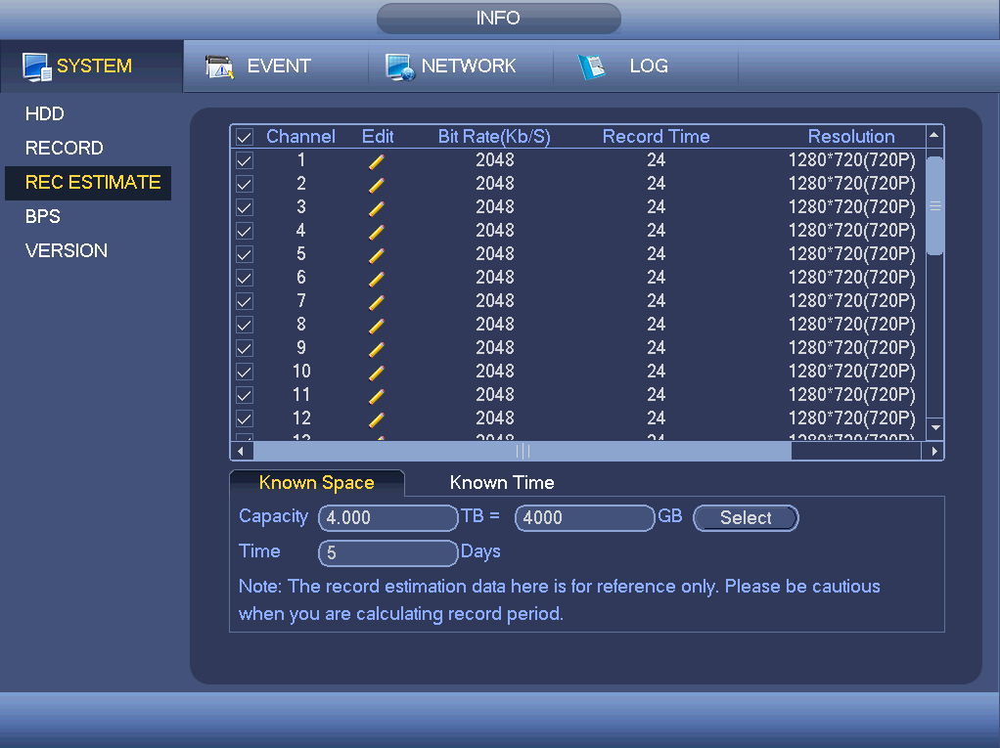 INFO
SYSTEM EVENT NETWORK LOG
HDD
RECORD
REC ESTIMATE
BPS
VERSION
Channel Edit Bit Rate(Kb/S) Record Time Resolution
1 2048 24 1280*720(720P)
2 2048 24 1280*720(720P)
3 2048 24 1280*720(720P)
4 2048 24 1280*720(720P)
5 2048 24 1280*720(720P)
6 2048 24 1280*720(720P)
7 2048 24 1280*720(720P)
8 2048 24 1280*720(720P)
9 2048 24 1280*720(720P)
10 2048 24 1280*720(720P)
11 2048 24 1280*720(720P)
12 2048 24 1280*720(720P)
Known Space Known Time
Capacity 4.000 TB = 4000 GB Select
Time 5 Days
Note: The record estimation data here is for reference only. Please be cautious
when you are calculating record period.